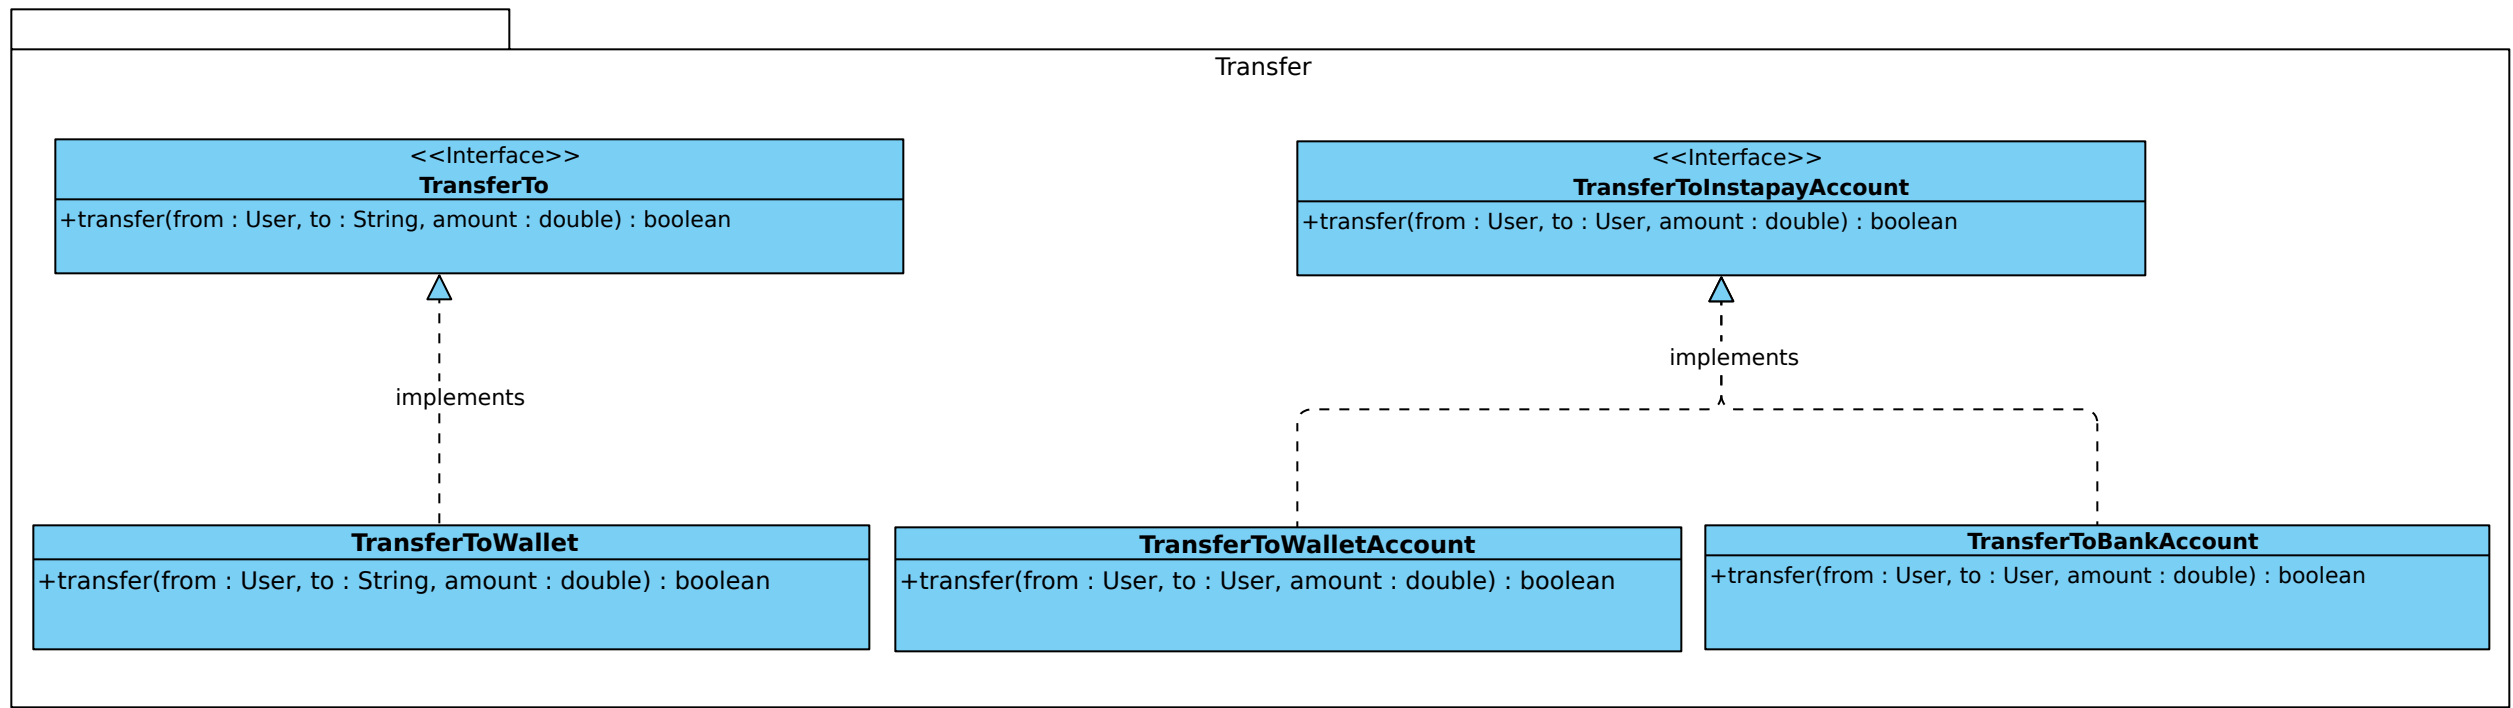 Transfer
<<Interface>>
TransferTo
+transfer(from : User, to : String, amount : double) : boolean
<<Interface>>
TransferToInstapayAccount
+transfer(from : User, to : User, amount : double) : boolean
implements
implements
TransferToWallet
+transfer(from : User, to : String, amount : double) : boolean
TransferToWalletAccount
+transfer(from : User, to : User, amount : double) : boolean
TransferToBankAccount
+transfer(from : User, to : User, amount : double) : boolean